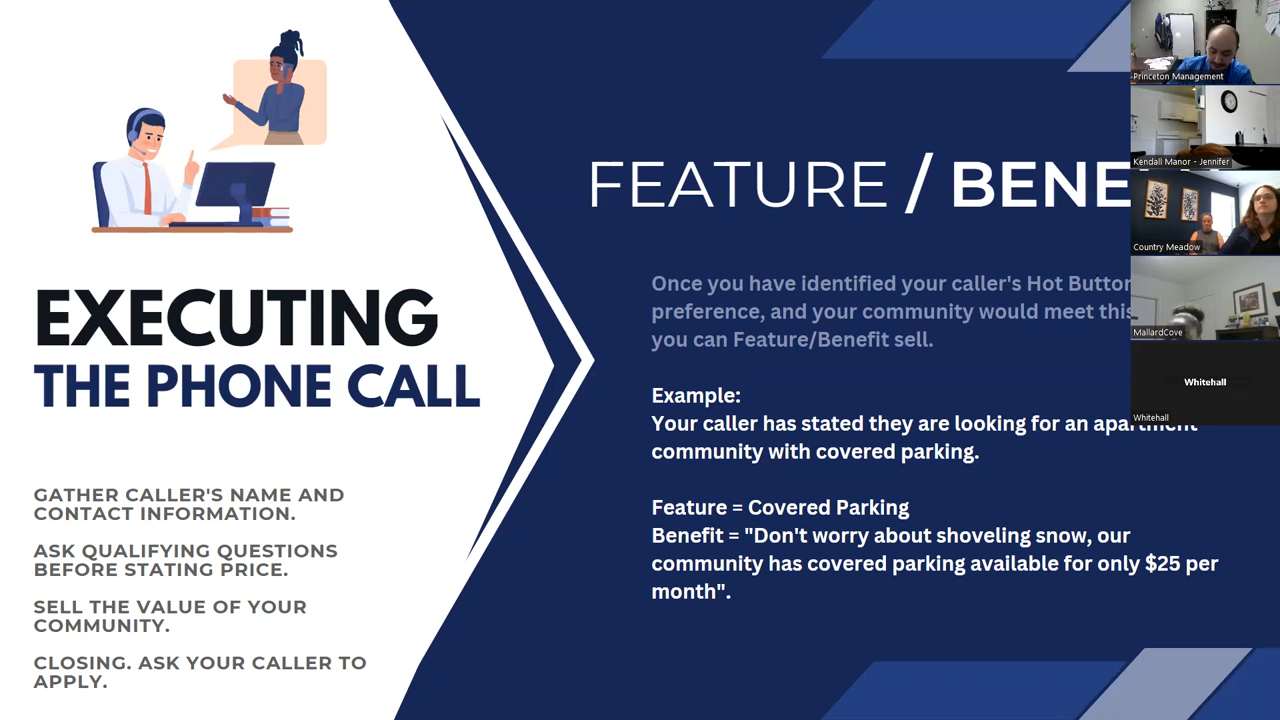 EXECUTING
THE PHONE CALL
GATHER CALLER'S NAME AND
CONTACT INFORMATION.
ASK QUALIFYING QUESTIONS
BEFORE STATING PRICE.
SELL THE VALUE OF YOUR
COMMUNITY.
CLOSING. ASK YOUR CALLER TO
APPLY.
FEATURE / BENE
Once you have identified your caller's Hot Button
preference, and your community would meet this
you can Feature/Benefit sell.
Example:
Your caller has stated they are looking for an apartment
community with covered parking.
Feature = Covered Parking
Benefit = "Don't worry about shoveling snow, our
community has covered parking available for only $25 per
month".
Princeton Management
Kendall Manor - Jennifer
Country Meadow
MallardCove
Whitehall
Whitehall